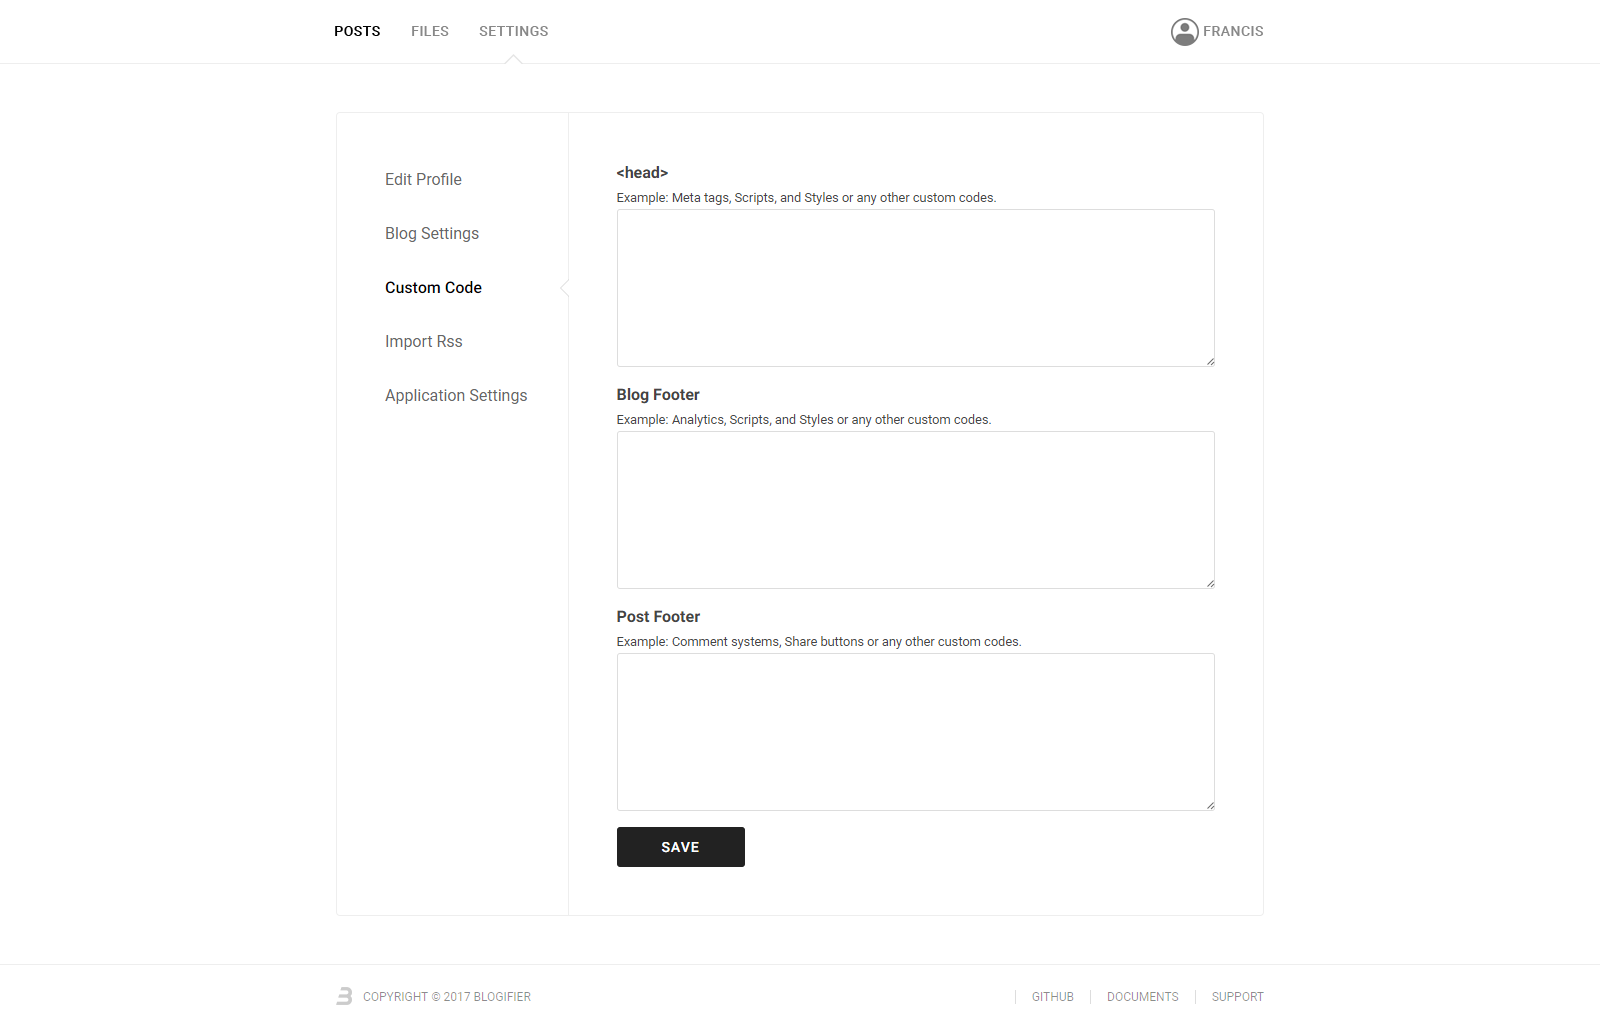 POSTS FILES SETTINGS FRANCIS
Edit Profile
Blog Settings
Custom Code
Import Rss
Application Settings
<head>
Example: Meta tags, Scripts, and Styles or any other custom codes.
Blog Footer
Example: Analytics, Scripts, and Styles or any other custom codes.
Post Footer
Example: Comment systems, Share buttons or any other custom codes.
SAVE
COPYRIGHT © 2017 BLOGIFIER GITHUB DOCUMENTS SUPPORT